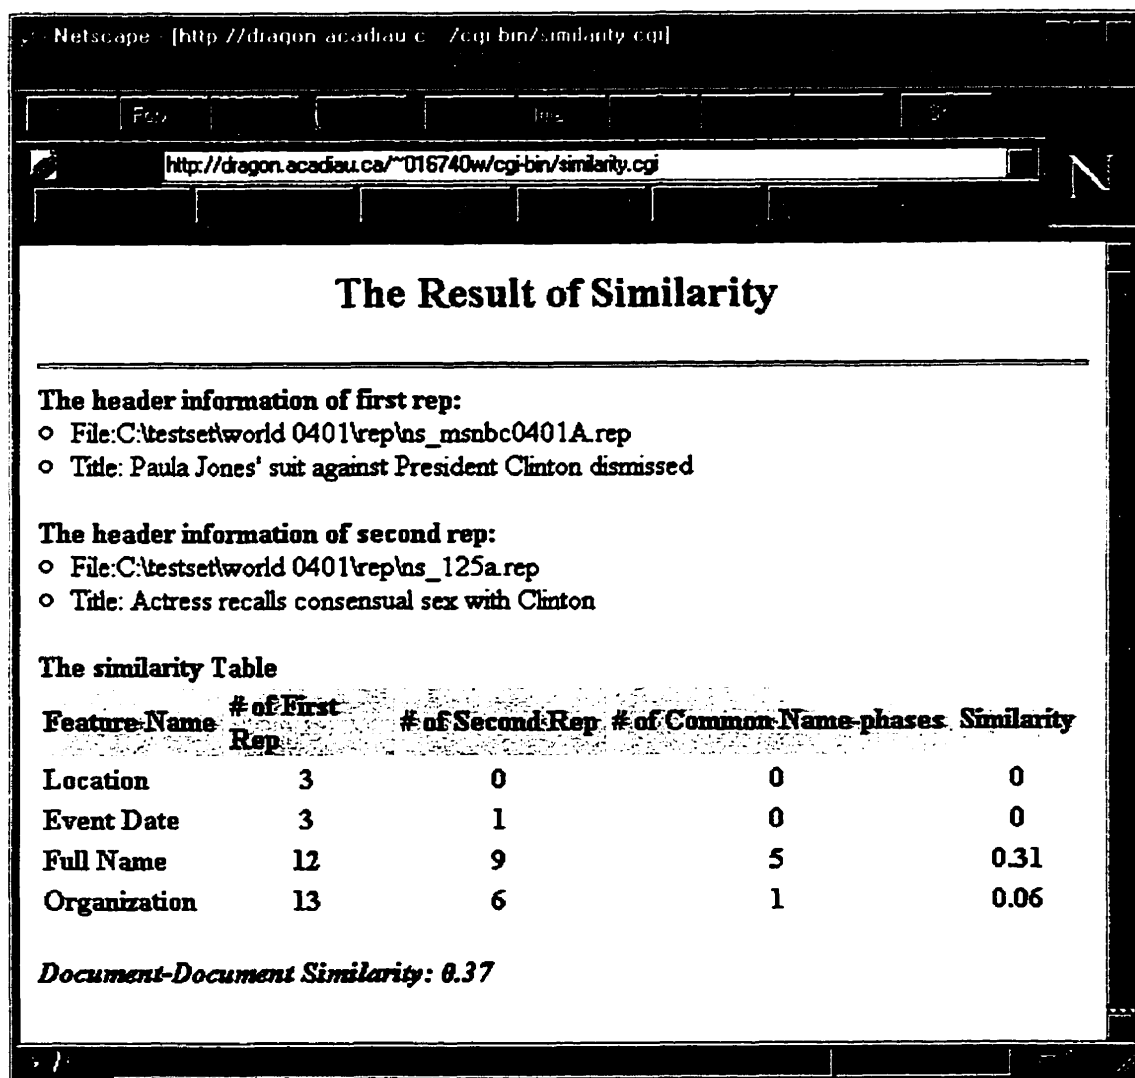 Netscape - [http://dragon.acadiau.c /cgi-bin/similarity.cgi]
http://dragon.acadiau.ca/~016740w/cgi-bin/similarity.cgi
N
The Result of Similarity
The header information of first rep:
File:C:\testset\world 0401\rep\ns_msnbc0401A.rep
Title: Paula Jones' suit against President Clinton dismissed
The header information of second rep:
File:C:\testset\world 0401\rep\ns_125a.rep
Title: Actress recalls consensual sex with Clinton
The similarity Table
Feature Name # of First Rep # of Second Rep # of Common Name-phases Similarity
Location 3 0 0 0
Event Date 3 1 0 0
Full Name 12 9 5 0.31
Organization 13 6 1 0.06
Document-Document Similarity: 0.37